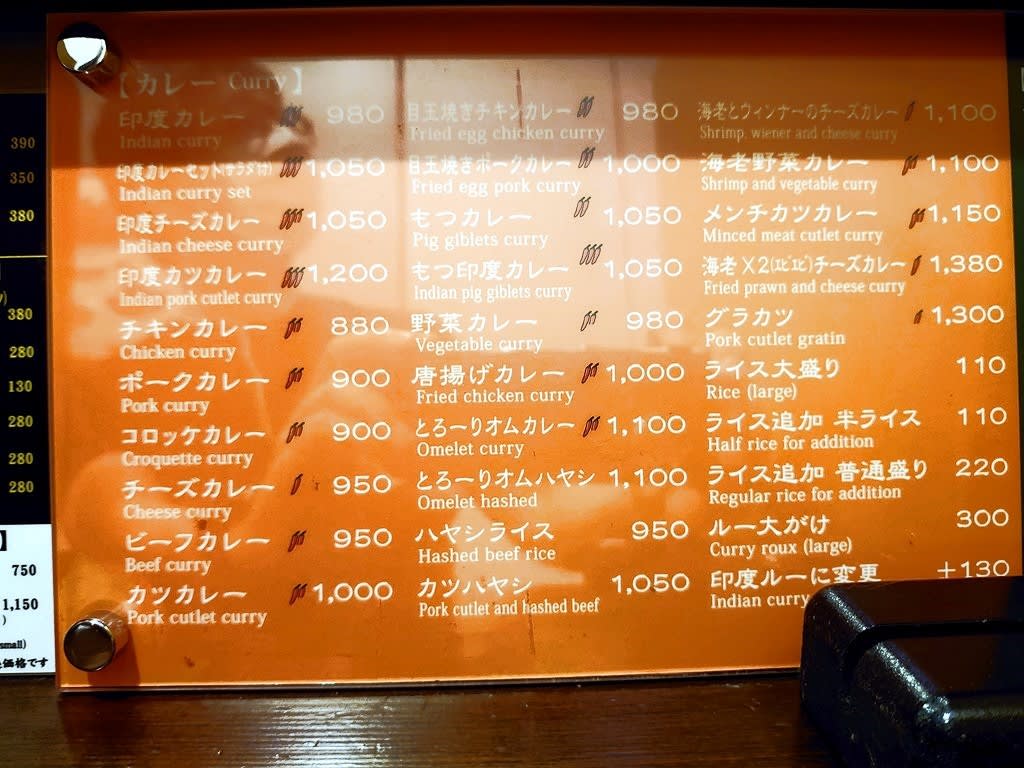 【カレー Curry】
印度カレー 980
Indian curry
印度カレーセット(サラダ付) 1,050
Indian curry set
印度チーズカレー 1,050
Indian cheese curry
印度カツカレー 1,200
Indian pork cutlet curry
チキンカレー 880
Chicken curry
ポークカレー 900
Pork curry
コロッケカレー 900
Croquette curry
チーズカレー 950
Cheese curry
ビーフカレー 950
Beef curry
カツカレー 1,000
Pork cutlet curry
目玉焼きチキンカレー 980
Fried egg chicken curry
目玉焼きポークカレー 1,000
Fried egg pork curry
もつカレー 1,050
Pig giblets curry
もつ印度カレー 1,050
Indian pig giblets curry
野菜カレー 980
Vegetable curry
唐揚げカレー 1,000
Fried chicken curry
とろーりオムカレー 1,100
Omelet curry
とろーりオムハヤシ 1,100
Omelet hashed
ハヤシライス 950
Hashed beef rice
カツハヤシ 1,050
Pork cutlet and hashed beef
海老とウィンナーのチーズカレー 1,100
Shrimp, wiener and cheese curry
海老野菜カレー 1,100
Shrimp and vegetable curry
メンチカツカレー 1,150
Minced meat cutlet curry
海老×2(エビエビ)チーズカレー 1,380
Fried prawn and cheese curry
グラカツ 1,300
Pork cutlet gratin
ライス大盛り 110
Rice (large)
ライス追加 半ライス 110
Half rice for addition
ライス追加 普通盛り 220
Regular rice for addition
ルー大がけ 300
Curry roux (large)
印度ルーに変更 +130
Indian curry
390
350
380
380
280
130
280
280
280
】
750
1,150
)
small)
価格です